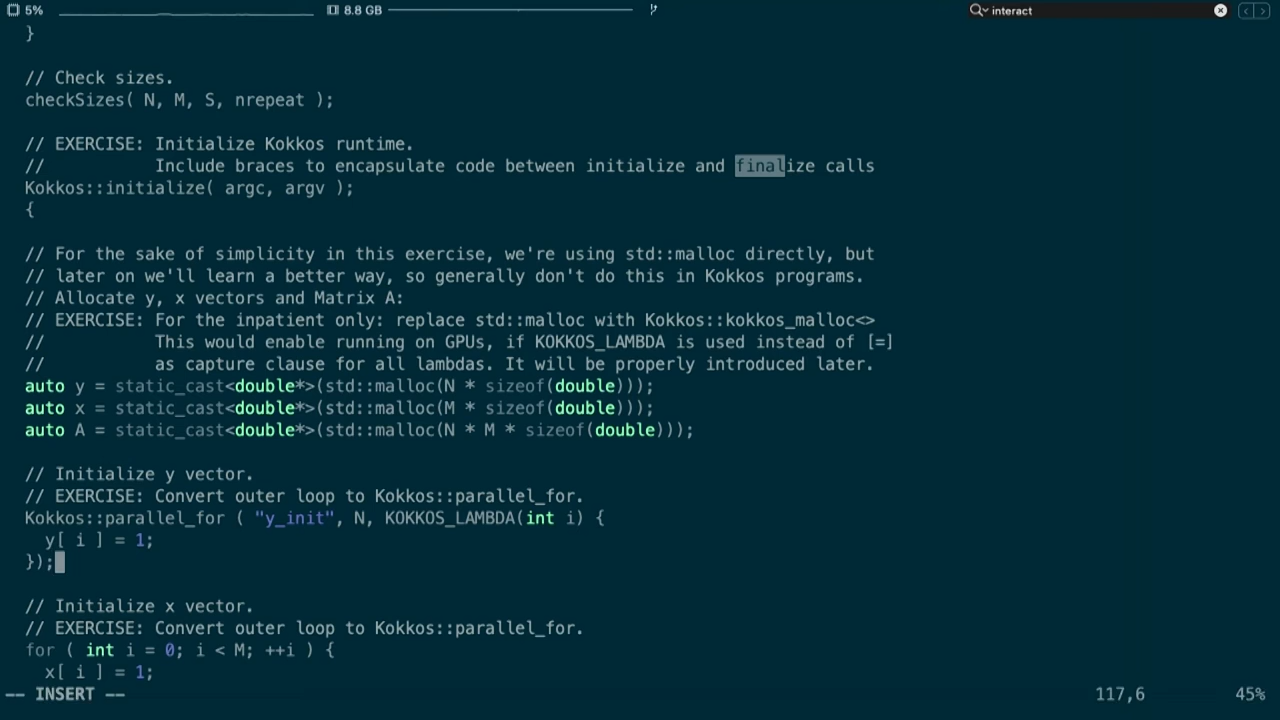 5% 8.8 GB interact
}
// Check sizes.
checkSizes( N, M, S, nrepeat );
// EXERCISE: Initialize Kokkos runtime.
//           Include braces to encapsulate code between initialize and finalize calls
Kokkos::initialize( argc, argv );
{
// For the sake of simplicity in this exercise, we're using std::malloc directly, but
// later on we'll learn a better way, so generally don't do this in Kokkos programs.
// Allocate y, x vectors and Matrix A:
// EXERCISE: For the inpatient only: replace std::malloc with Kokkos::kokkos_malloc<>
//           This would enable running on GPUs, if KOKKOS_LAMBDA is used instead of [=]
//           as capture clause for all lambdas. It will be properly introduced later.
auto y = static_cast<double*>(std::malloc(N * sizeof(double)));
auto x = static_cast<double*>(std::malloc(M * sizeof(double)));
auto A = static_cast<double*>(std::malloc(N * M * sizeof(double)));
// Initialize y vector.
// EXERCISE: Convert outer loop to Kokkos::parallel_for.
Kokkos::parallel_for ( "y_init", N, KOKKOS_LAMBDA(int i) {
  y[ i ] = 1;
});
// Initialize x vector.
// EXERCISE: Convert outer loop to Kokkos::parallel_for.
for ( int i = 0; i < M; ++i ) {
  x[ i ] = 1;
-- INSERT -- 117,6 45%